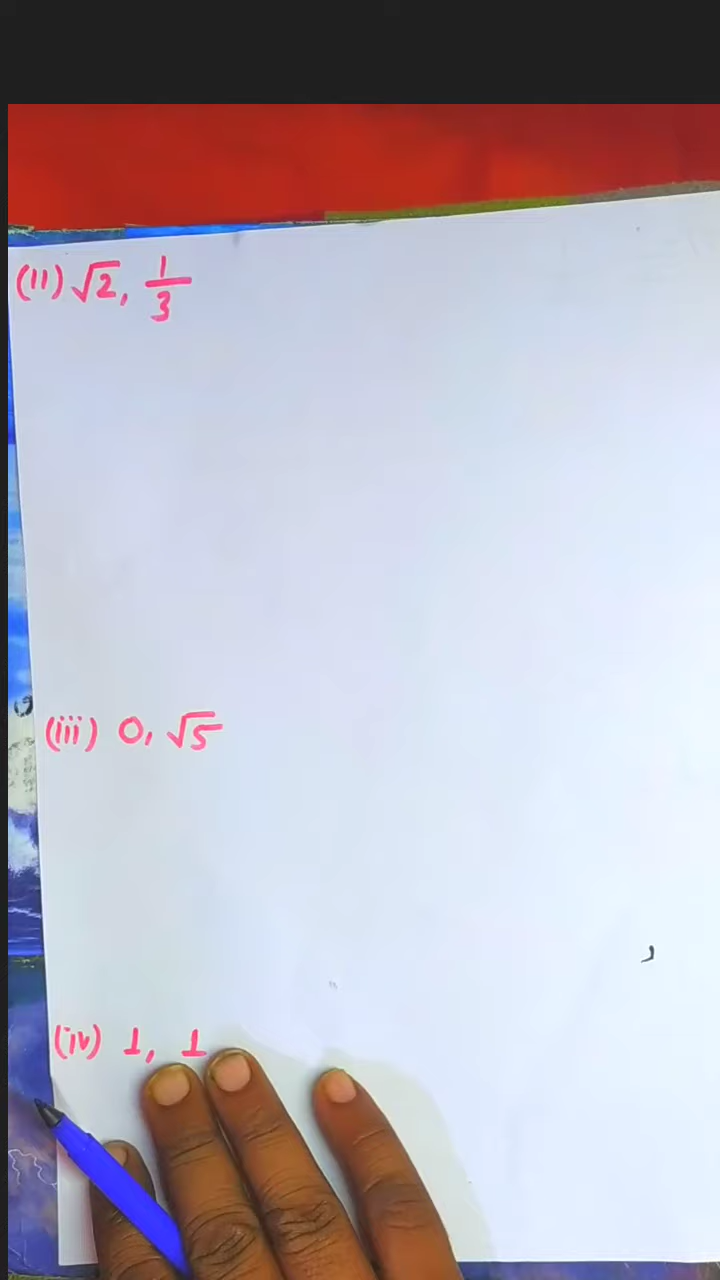 (ii) √2, 1/3
(iii) 0, √5
(iv) 1, 1